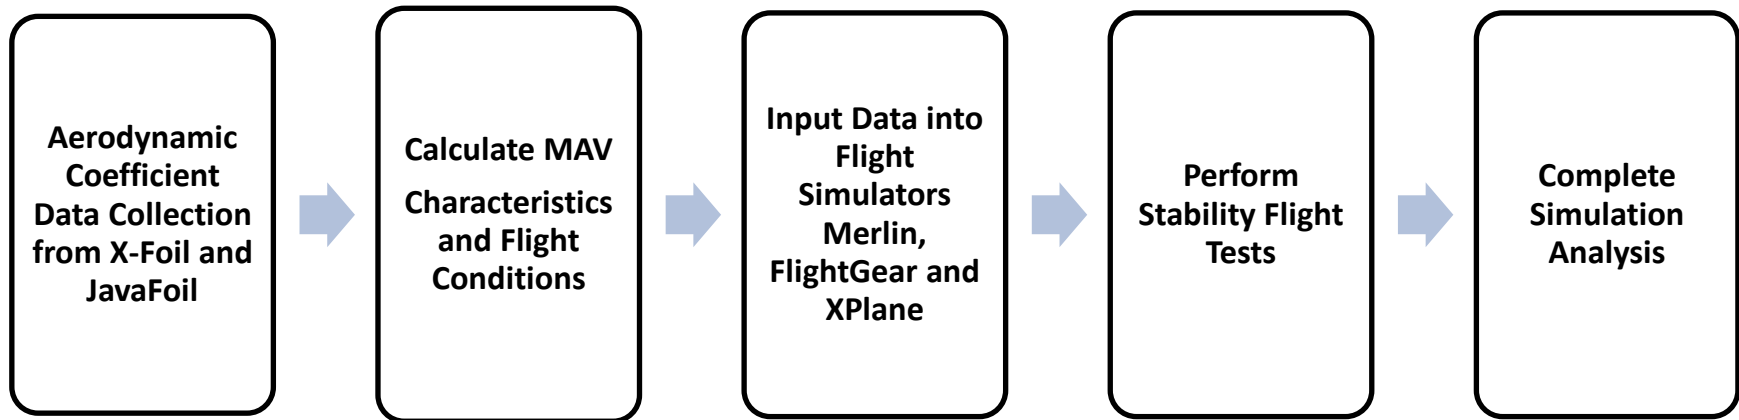 Aerodynamic
Coefficient
Data Collection
from X-Foil and
JavaFoil
Calculate MAV
Characteristics
and Flight
Conditions
Input Data into
Flight
Simulators
Merlin,
FlightGear and
XPlane
Perform
Stability Flight
Tests
Complete
Simulation
Analysis